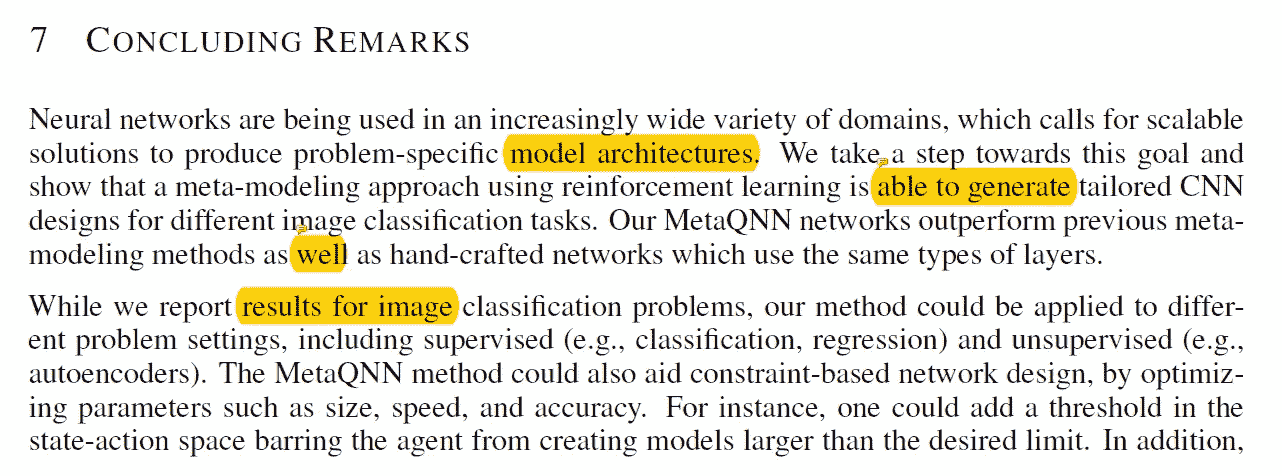 7 CONCLUDING REMARKS
Neural networks are being used in an increasingly wide variety of domains, which calls for scalable
solutions to produce problem-specific model architectures. We take a step towards this goal and
show that a meta-modeling approach using reinforcement learning is able to generate tailored CNN
designs for different image classification tasks. Our MetaQNN networks outperform previous meta-
modeling methods as well as hand-crafted networks which use the same types of layers.
While we report results for image classification problems, our method could be applied to differ-
ent problem settings, including supervised (e.g., classification, regression) and unsupervised (e.g.,
autoencoders). The MetaQNN method could also aid constraint-based network design, by optimiz-
ing parameters such as size, speed, and accuracy. For instance, one could add a threshold in the
state-action space barring the agent from creating models larger than the desired limit. In addition,